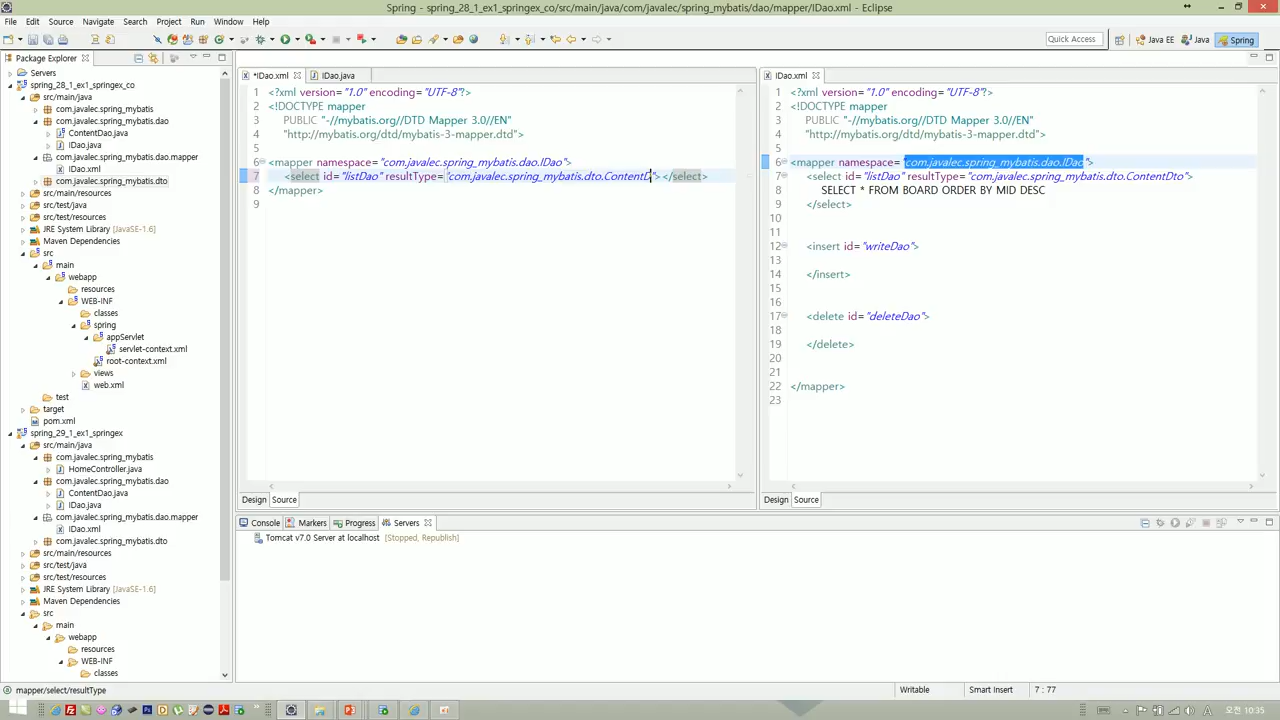 Spring - spring_28_1_ex1_springex_co/src/main/java/com/javalec/spring_mybatis/dao/mapper/IDao.xml - Eclipse
File Edit Source Navigate Search Project Run Window Help
Quick Access
Java EE
Java
Spring
Package Explorer
Servers
spring_28_1_ex1_springex_co
src/main/java
com.javalec.spring_mybatis
com.javalec.spring_mybatis.dao
ContentDao.java
IDao.java
com.javalec.spring_mybatis.dao.mapper
IDao.xml
com.javalec.spring_mybatis.dto
src/main/resources
src/test/java
src/test/resources
JRE System Library [JavaSE-1.6]
Maven Dependencies
src
main
webapp
resources
WEB-INF
classes
spring
appServlet
servlet-context.xml
root-context.xml
views
web.xml
test
target
pom.xml
spring_29_1_ex1_springex
src/main/java
com.javalec.spring_mybatis
HomeController.java
com.javalec.spring_mybatis.dao
ContentDao.java
IDao.java
com.javalec.spring_mybatis.dao.mapper
IDao.xml
com.javalec.spring_mybatis.dto
src/main/resources
src/test/java
src/test/resources
JRE System Library [JavaSE-1.6]
Maven Dependencies
src
main
webapp
resources
WEB-INF
classes
*IDao.xml
IDao.java
1 <?xml version="1.0" encoding="UTF-8"?>
2 <!DOCTYPE mapper
3 PUBLIC "-//mybatis.org//DTD Mapper 3.0//EN"
4 "http://mybatis.org/dtd/mybatis-3-mapper.dtd">
5
6 <mapper namespace="com.javalec.spring_mybatis.dao.IDao">
7 <select id="listDao" resultType="com.javalec.spring_mybatis.dto.ContentD"></select>
8 </mapper>
9
Design Source
IDao.xml
1 <?xml version="1.0" encoding="UTF-8"?>
2 <!DOCTYPE mapper
3 PUBLIC "-//mybatis.org//DTD Mapper 3.0//EN"
4 "http://mybatis.org/dtd/mybatis-3-mapper.dtd">
5
6 <mapper namespace="com.javalec.spring_mybatis.dao.IDao">
7 <select id="listDao" resultType="com.javalec.spring_mybatis.dto.ContentDto">
8 SELECT * FROM BOARD ORDER BY MID DESC
9 </select>
10
11
12 <insert id="writeDao">
13
14 </insert>
15
16
17 <delete id="deleteDao">
18
19 </delete>
20
21
22 </mapper>
23
Design Source
Console Markers Progress Servers
Tomcat v7.0 Server at localhost [Stopped, Republish]
mapper/select/resultType
Writable
Smart Insert
7 : 77
오전 10:35